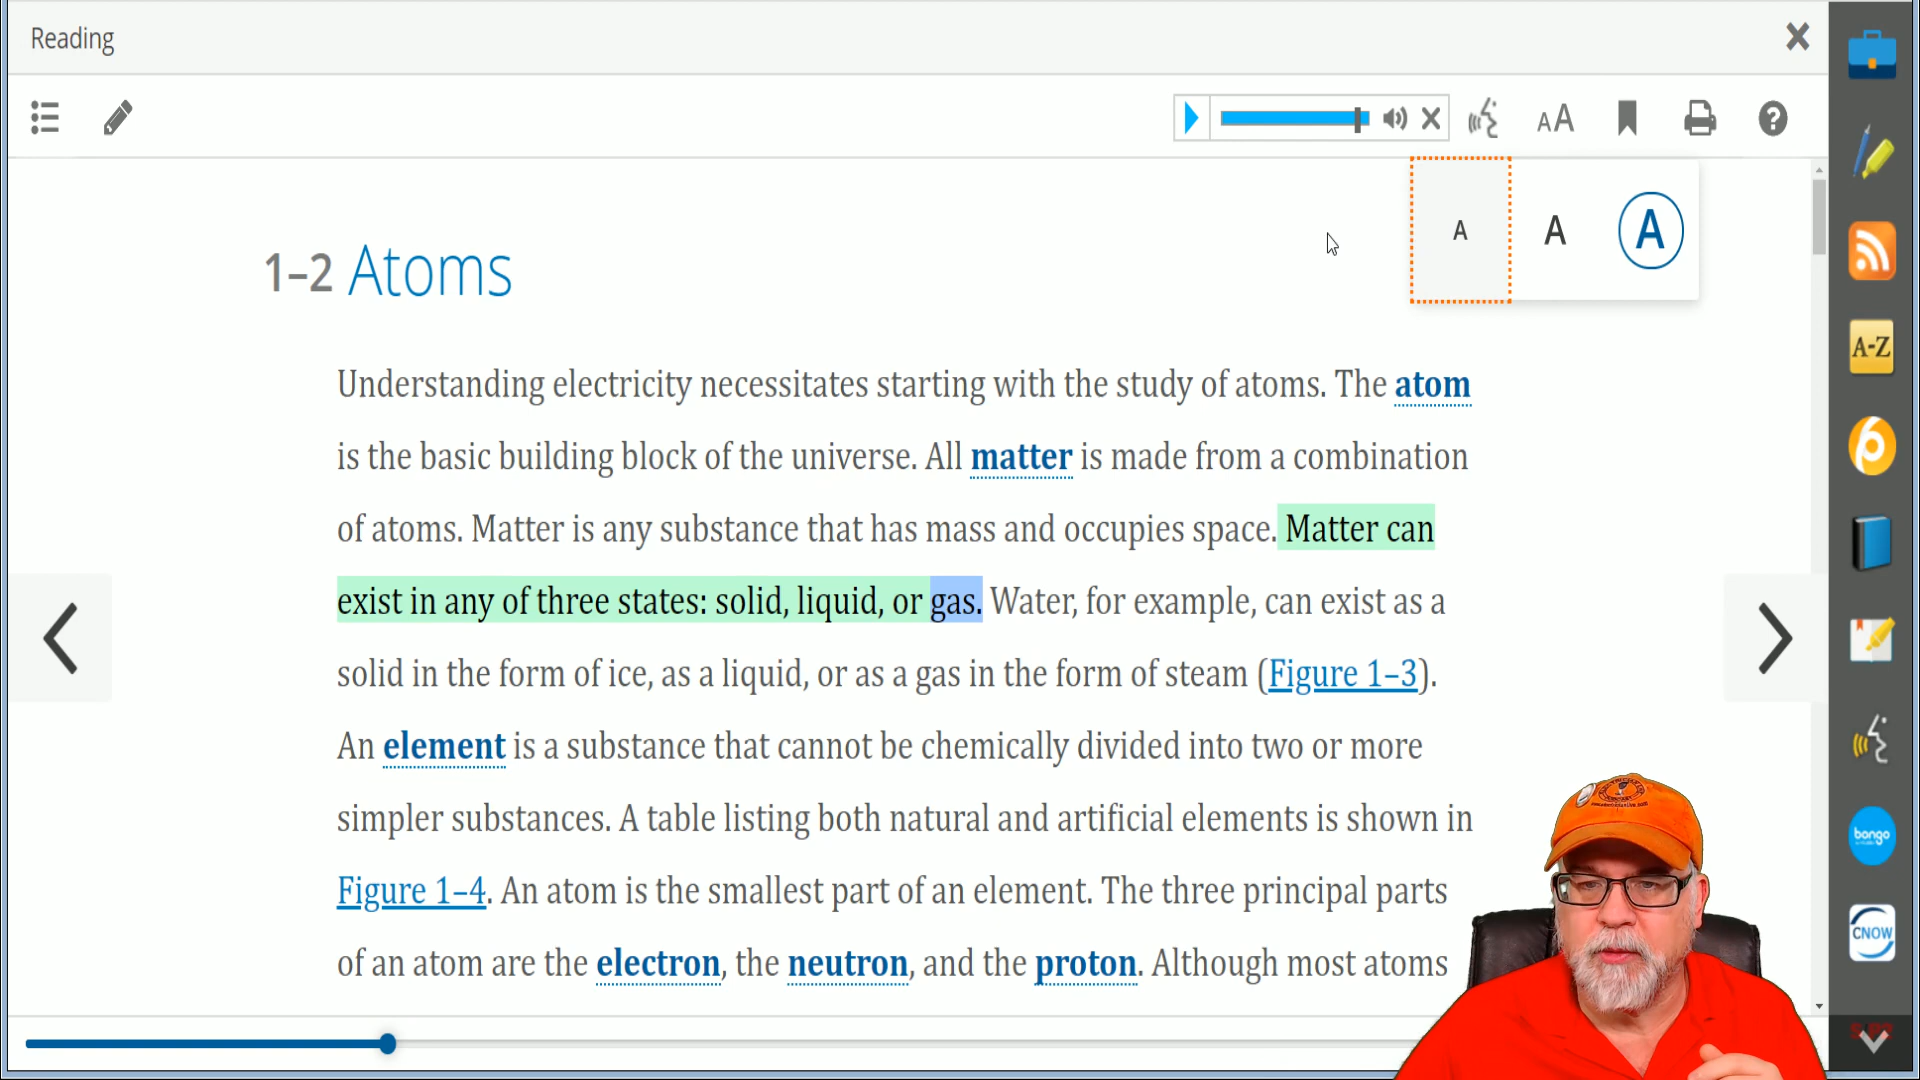 Reading
AA
A A A
A-Z
1–2 Atoms
Understanding electricity necessitates starting with the study of atoms. The atom
is the basic building block of the universe. All matter is made from a combination
of atoms. Matter is any substance that has mass and occupies space. Matter can
exist in any of three states: solid, liquid, or gas. Water, for example, can exist as a
solid in the form of ice, as a liquid, or as a gas in the form of steam (Figure 1–3).
An element is a substance that cannot be chemically divided into two or more
simpler substances. A table listing both natural and artificial elements is shown in
Figure 1–4. An atom is the smallest part of an element. The three principal parts
of an atom are the electron, the neutron, and the proton. Although most atoms
bongo
CNOW